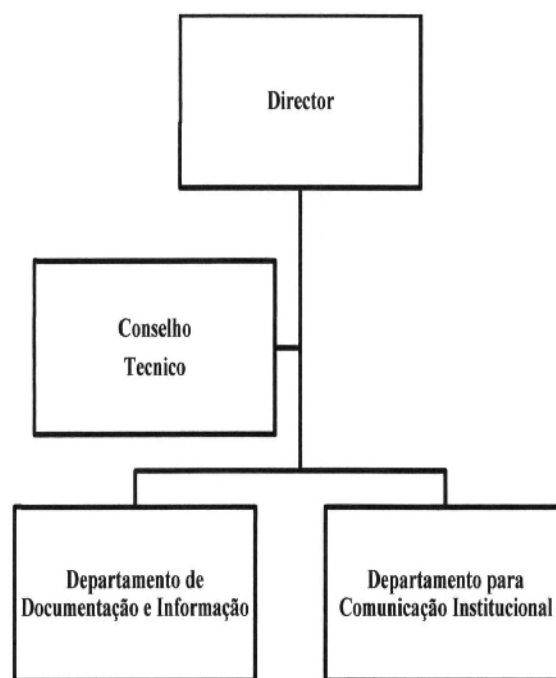 Director
Conselho
Tecnico
Departamento de
Documentação e Informação
Departamento para
Comunicação Institucional